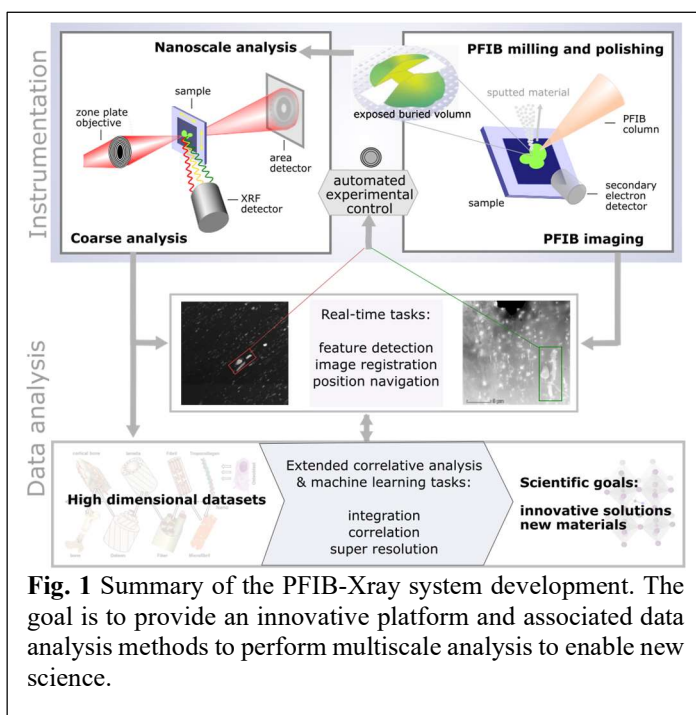 Instrumentation
Nanoscale analysis
sample
zone plate
objective
area
detector
XRF
detector
Coarse analysis
exposed buried volumn
automated
experimental
control
PFIB milling and polishing
sputted material
PFIB
column
secondary
electron
detector
sample
PFIB imaging
Data analysis
Real-time tasks:
feature detection
image registration
position navigation
High dimensional datasets
Extended correlative analysis
& machine learning tasks:
integration
correlation
super resolution
Scientific goals:
innovative solutions
new materials
Fig. 1 Summary of the PFIB-Xray system development. The
goal is to provide an innovative platform and associated data
analysis methods to perform multiscale analysis to enable new
science.